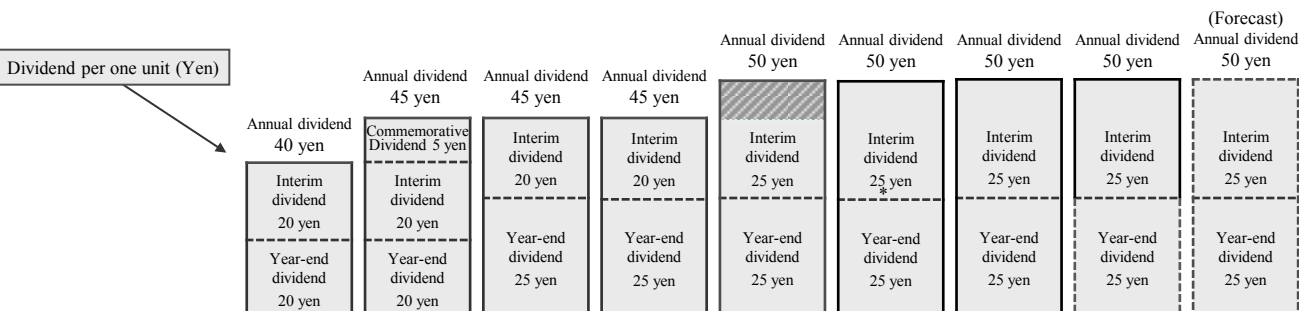 Dividend per one unit (Yen)
Annual dividend
40 yen
Interim
dividend
20 yen
Year-end
dividend
20 yen
Annual dividend
45 yen
Commemorative
Dividend 5 yen
Interim
dividend
20 yen
Year-end
dividend
20 yen
Annual dividend
45 yen
Interim
dividend
20 yen
Year-end
dividend
25 yen
Annual dividend
45 yen
Interim
dividend
20 yen
Year-end
dividend
25 yen
Annual dividend
50 yen
Interim
dividend
25 yen
Year-end
dividend
25 yen
Annual dividend
50 yen
Interim
dividend
25 yen
*
Year-end
dividend
25 yen
Annual dividend
50 yen
Interim
dividend
25 yen
Year-end
dividend
25 yen
Annual dividend
50 yen
Interim
dividend
25 yen
Year-end
dividend
25 yen
(Forecast)
Annual dividend
50 yen
Interim
dividend
25 yen
Year-end
dividend
25 yen